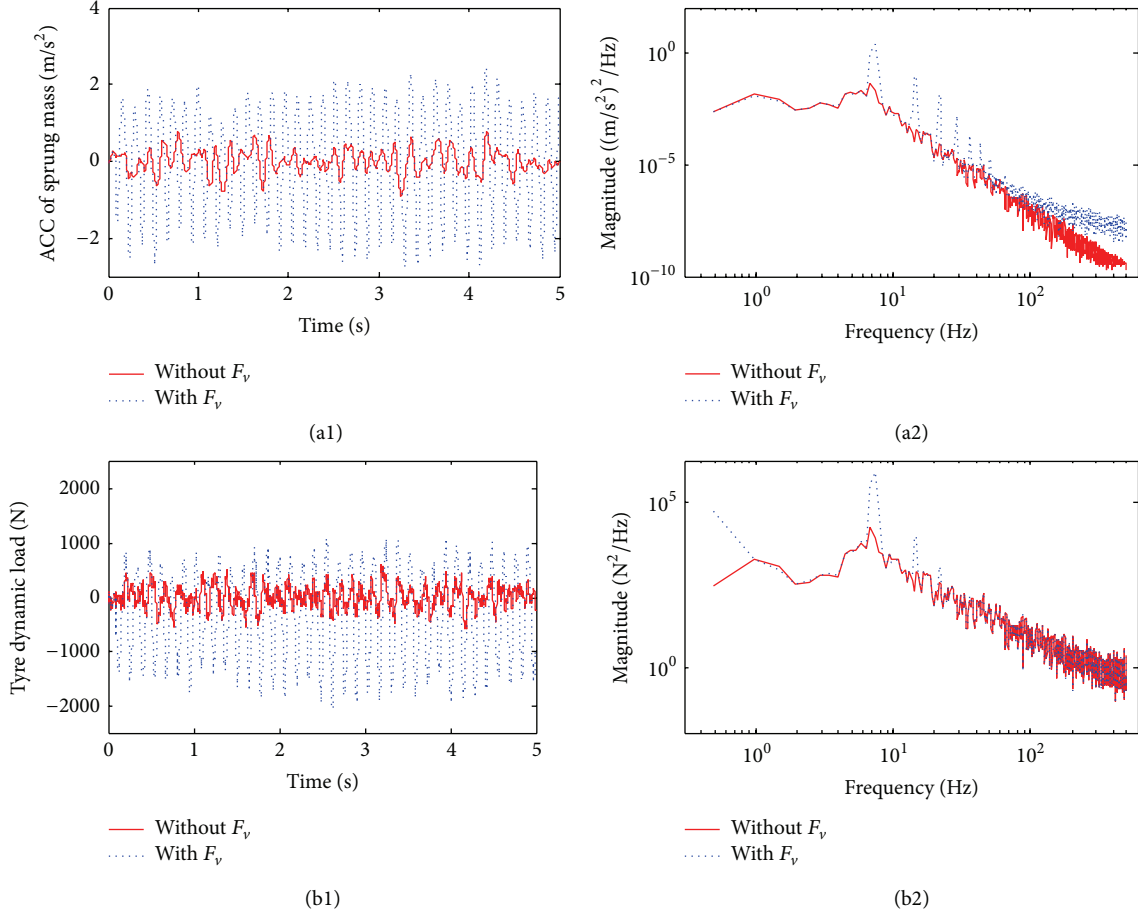 ACC of sprung mass (m/s²)
4
2
0
−2
0 1 2 3 4 5
Time (s)
Without Fᵥ
With Fᵥ
(a1)
Magnitude ((m/s²)²/Hz)
10⁰
10⁻⁵
10⁻¹⁰
10⁰ 10¹ 10² 10³
Frequency (Hz)
Without Fᵥ
With Fᵥ
(a2)
Tyre dynamic load (N)
2000
1000
0
−1000
−2000
0 1 2 3 4 5
Time (s)
Without Fᵥ
With Fᵥ
(b1)
Magnitude (N²/Hz)
10⁵
10⁰
10⁰ 10¹ 10² 10³
Frequency (Hz)
Without Fᵥ
With Fᵥ
(b2)